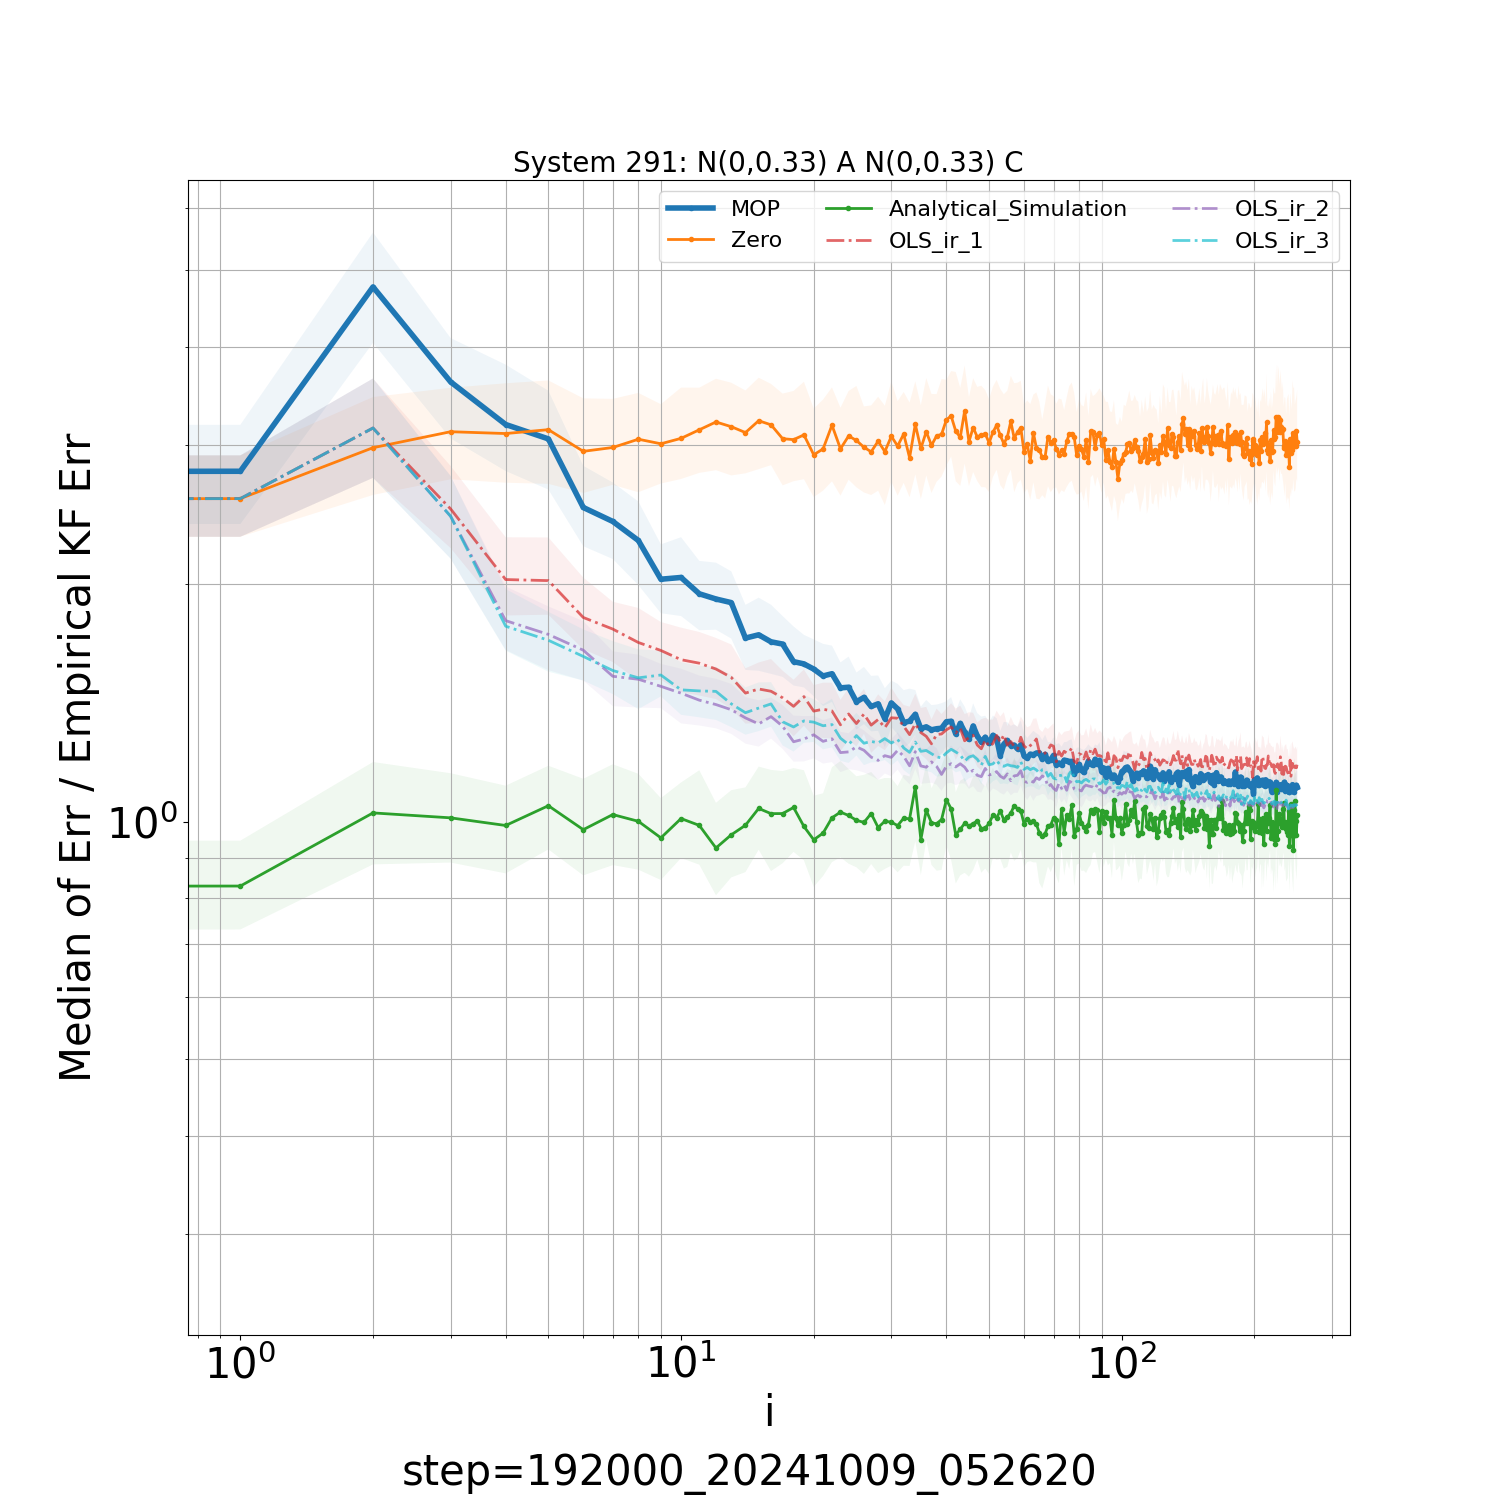 System 291: N(0,0.33) A N(0,0.33) C
MOP
Zero
Analytical_Simulation
OLS_ir_1
OLS_ir_2
OLS_ir_3
Median of Err / Empirical KF Err
10⁰
10⁰ 10¹ 10²
i
step=192000_20241009_052620